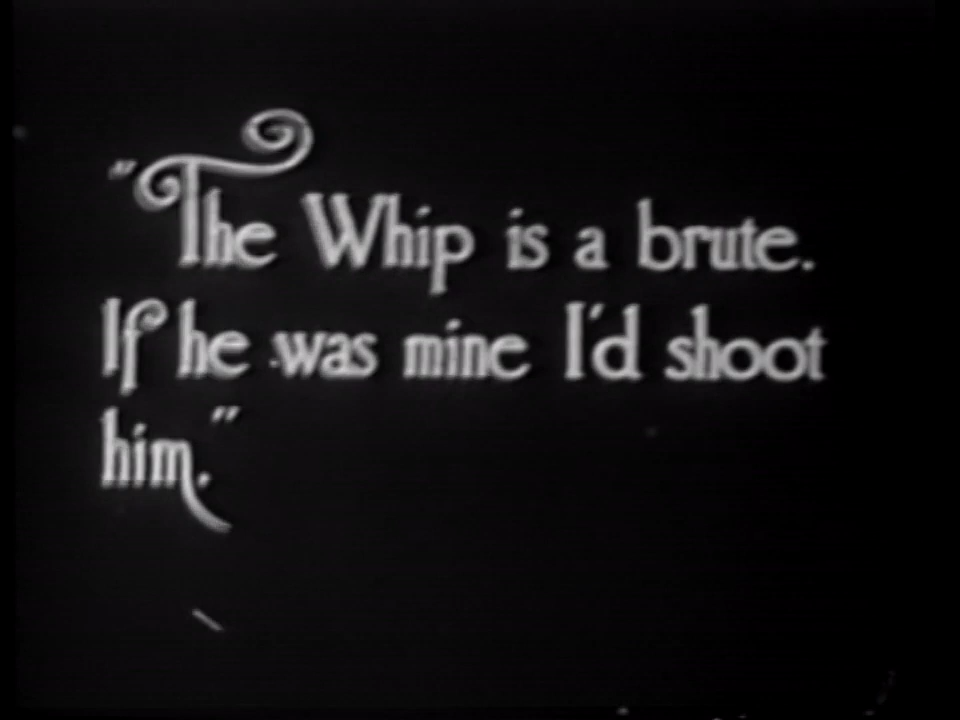 "The Whip is a brute.
If he was mine I'd shoot
him."